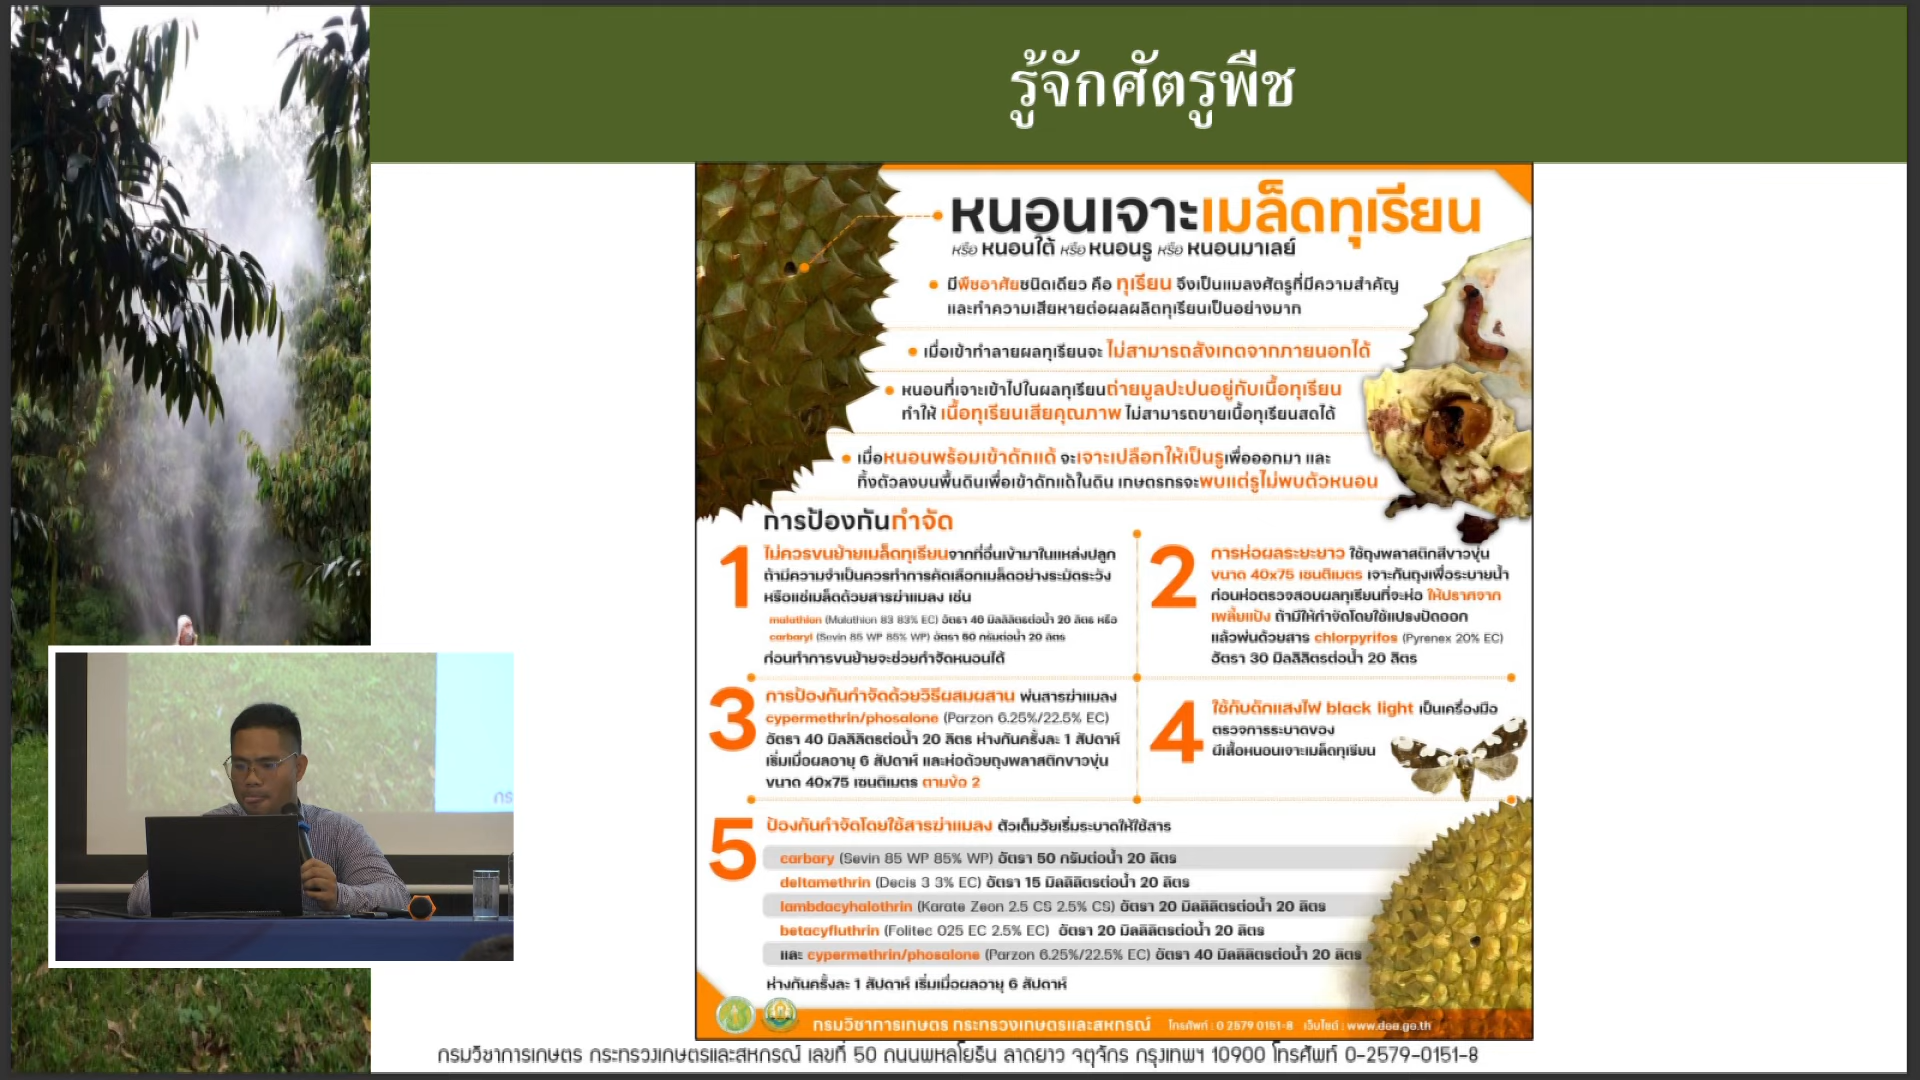 รู้จักศัตรูพืช
หนอนเจาะเมล็ดทุเรียน
หรือ หนอนใต้ หรือ หนอนรู หรือ หนอนมาเลย์
• มีพืชอาศัยชนิดเดียว คือ ทุเรียน จึงเป็นแมลงศัตรูที่มีความสำคัญ
และทำความเสียหายต่อผลผลิตทุเรียนเป็นอย่างมาก
• เมื่อเข้าทำลายผลทุเรียนจะ ไม่สามารถสังเกตจากภายนอกได้
• หนอนที่เจาะเข้าไปในผลทุเรียนถ่ายมูลปะปนอยู่กับเนื้อทุเรียน
ทำให้ เนื้อทุเรียนเสียคุณภาพ ไม่สามารถขายเนื้อทุเรียนสดได้
• เมื่อหนอนพร้อมเข้าดักแด้ จะเจาะเปลือกให้เป็นรูเพื่อออกมา และ
ทิ้งตัวลงบนพื้นดินเพื่อเข้าดักแด้ในดิน เกษตรกรจะพบแต่รูไม่พบตัวหนอน
การป้องกันกำจัด
1 ไม่ควรขนย้ายเมล็ดทุเรียนจากที่อื่นเข้ามาในแหล่งปลูก
ถ้ามีความจำเป็นควรทำการคัดเลือกเมล็ดอย่างระมัดระวัง
หรือแช่เมล็ดด้วยสารฆ่าแมลง เช่น
malathion (Malathion 83 83% EC) อัตรา 40 มิลลิลิตรต่อน้ำ 20 ลิตร หรือ
carbaryl (Sevin 85 WP 85% WP) อัตรา 50 กรัมต่อน้ำ 20 ลิตร
ก่อนทำการขนย้ายจะช่วยกำจัดหนอนได้
2 การห่อผลระยะยาว ใช้ถุงพลาสติกสีขาวขุ่น
ขนาด 40x75 เซนติเมตร เจาะก้นถุงเพื่อระบายน้ำ
ก่อนห่อตรวจสอบผลทุเรียนที่จะห่อ ให้ปราศจาก
เพลี้ยแป้ง ถ้ามีให้กำจัดโดยใช้แปรงปัดออก
แล้วพ่นด้วยสาร chlorpyrifos (Pyrenex 20% EC)
อัตรา 30 มิลลิลิตรต่อน้ำ 20 ลิตร
3 การป้องกันกำจัดด้วยวิธีผสมผสาน พ่นสารฆ่าแมลง
cypermethrin/phosalone (Parzon 6.25%/22.5% EC)
อัตรา 40 มิลลิลิตรต่อน้ำ 20 ลิตร ห่างกันครั้งละ 1 สัปดาห์
เริ่มเมื่อผลอายุ 6 สัปดาห์ และห่อด้วยถุงพลาสติกขาวขุ่น
ขนาด 40x75 เซนติเมตร ตามข้อ 2
4 ใช้กับดักแสงไฟ black light เป็นเครื่องมือ
ตรวจการระบาดของ
ผีเสื้อหนอนเจาะเมล็ดทุเรียน
5 ป้องกันกำจัดโดยใช้สารฆ่าแมลง ตัวเต็มวัยเริ่มระบาดให้ใช้สาร
carbary (Sevin 85 WP 85% WP) อัตรา 50 กรัมต่อน้ำ 20 ลิตร
deltamethrin (Decis 3 3% EC) อัตรา 15 มิลลิลิตรต่อน้ำ 20 ลิตร
lambdacyhalothrin (Karate Zeon 2.5 CS 2.5% CS) อัตรา 20 มิลลิลิตรต่อน้ำ 20 ลิตร
betacyfluthrin (Folitec 025 EC 2.5% EC) อัตรา 20 มิลลิลิตรต่อน้ำ 20 ลิตร
และ cypermethrin/phosalone (Parzon 6.25%/22.5% EC) อัตรา 40 มิลลิลิตรต่อน้ำ 20 ลิตร
ห่างกันครั้งละ 1 สัปดาห์ เริ่มเมื่อผลอายุ 6 สัปดาห์
กรมวิชาการเกษตร กระทรวงเกษตรและสหกรณ์ โทรศัพท์ : 0 2579 0151-8 เว็บไซต์ : www.doa.go.th
กรมวิชาการเกษตร กระทรวงเกษตรและสหกรณ์ เลขที่ 50 ถนนพหลโยธิน ลาดยาว จตุจักร กรุงเทพฯ 10900 โทรศัพท์ 0-2579-0151-8
กร